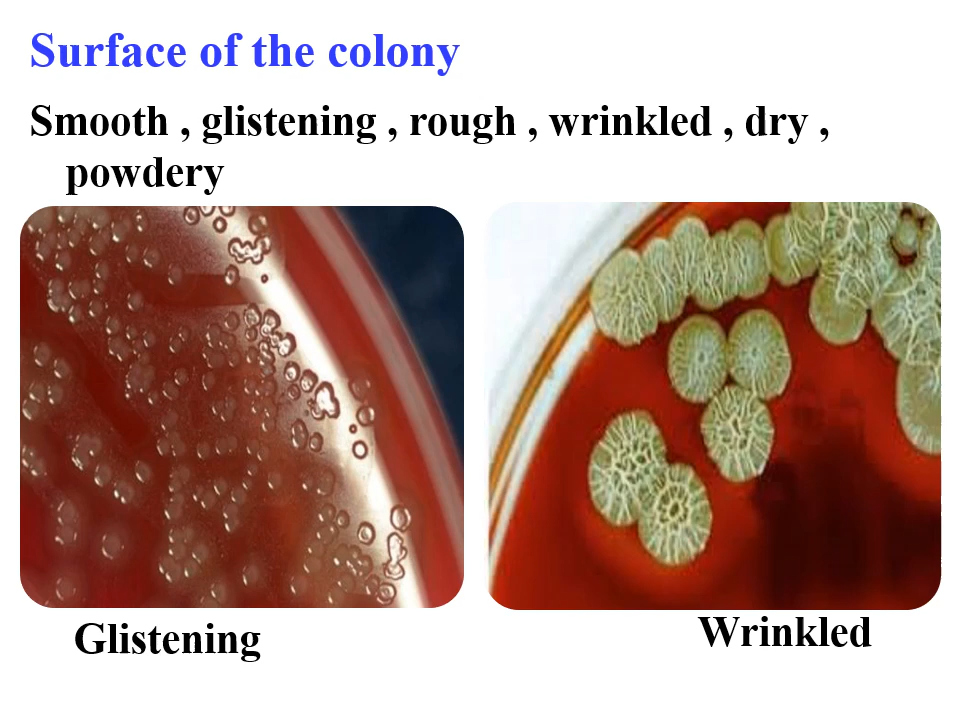 Surface of the colony
Smooth , glistening , rough , wrinkled , dry ,
powdery
Glistening
Wrinkled